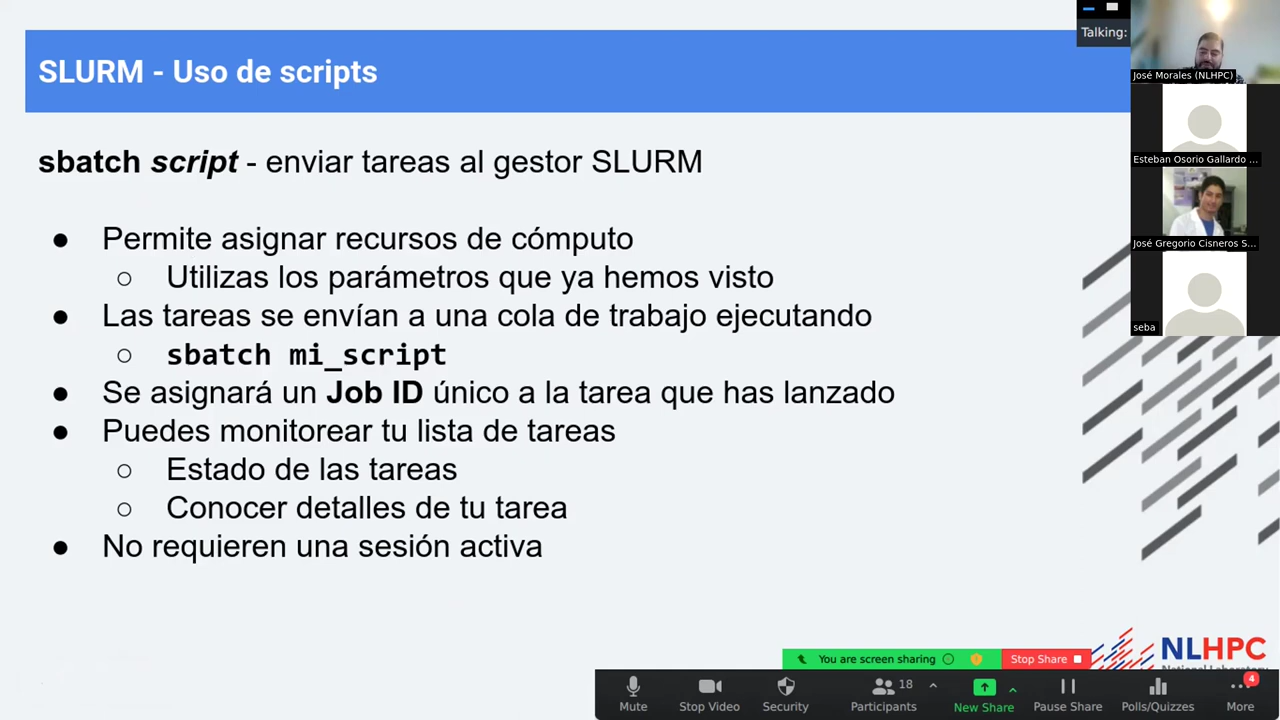 Talking:
SLURM - Uso de scripts
José Morales (NLHPC)
sbatch script - enviar tareas al gestor SLURM
Esteban Osorio Gallardo ...
● Permite asignar recursos de cómputo
○ Utilizas los parámetros que ya hemos visto
José Gregorio Cisneros S...
● Las tareas se envían a una cola de trabajo ejecutando
seba
○ sbatch mi_script
● Se asignará un Job ID único a la tarea que has lanzado
● Puedes monitorear tu lista de tareas
○ Estado de las tareas
○ Conocer detalles de tu tarea
● No requieren una sesión activa
NLHPC
National Laboratory
You are screen sharing
Stop Share
18
4
Mute
Stop Video
Security
Participants
New Share
Pause Share
Polls/Quizzes
More